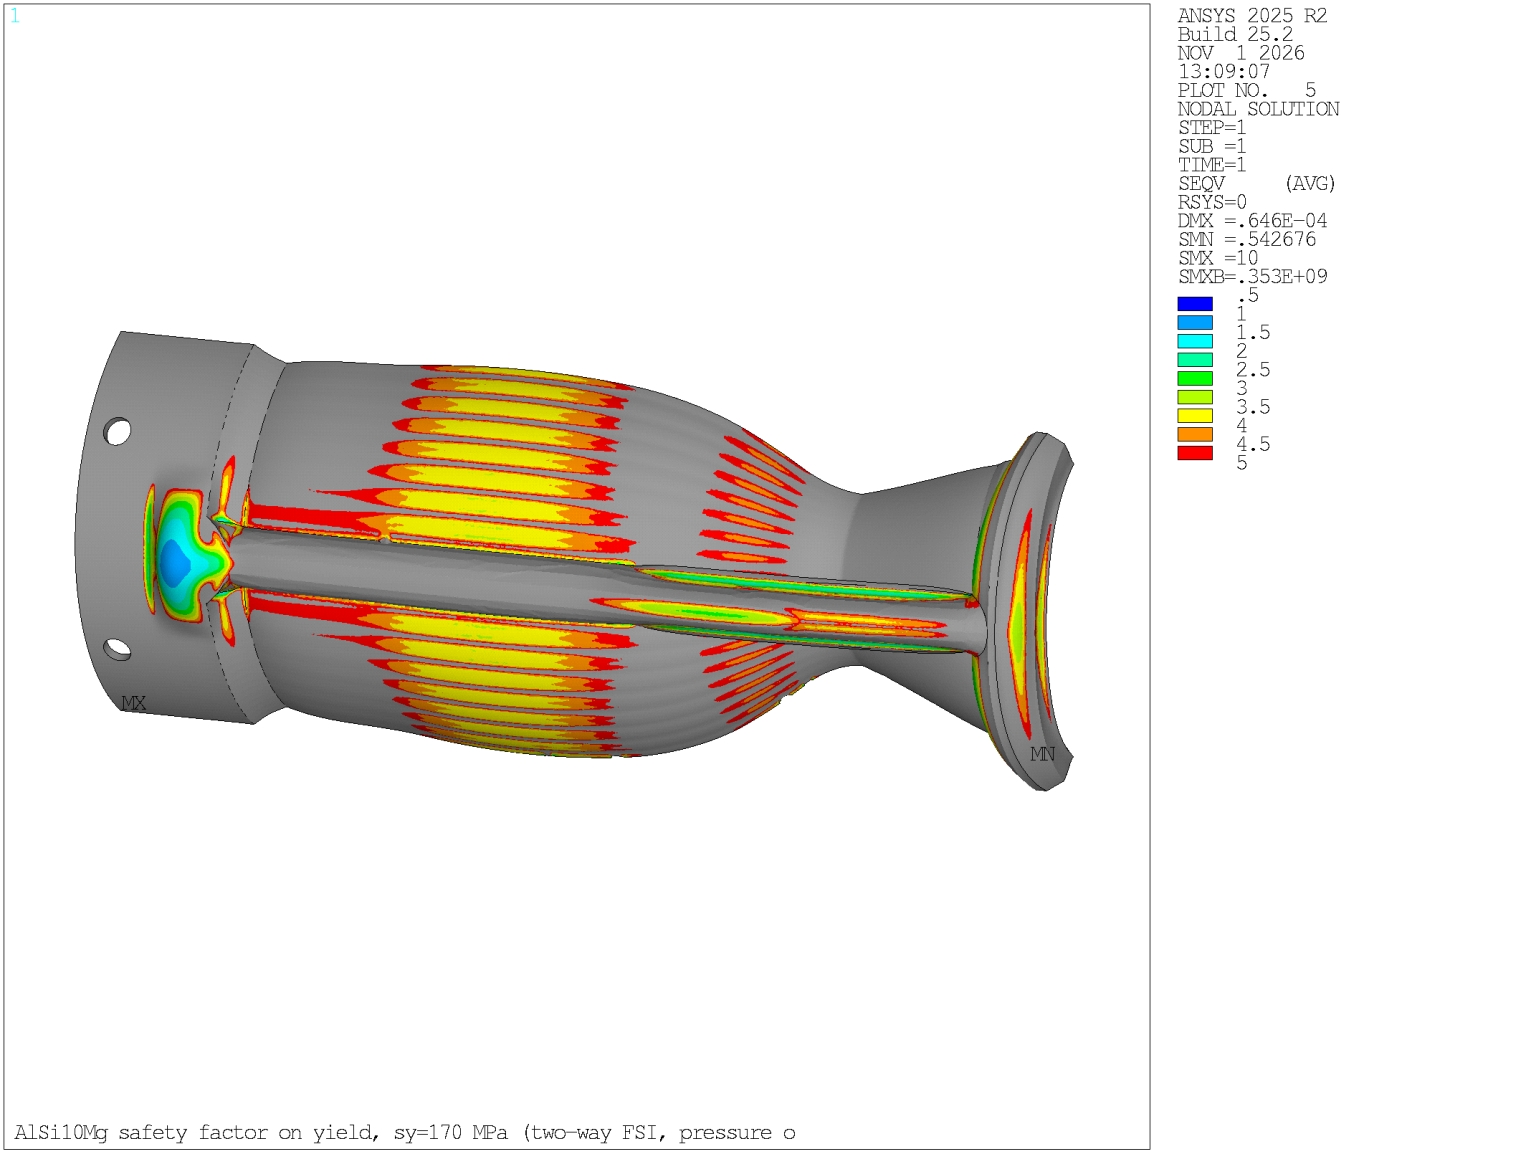 1
ANSYS 2025 R2
Build 25.2
NOV  1 2026
13:09:07
PLOT NO.   5
NODAL SOLUTION
STEP=1
SUB =1
TIME=1
SEQV     (AVG)
RSYS=0
DMX =.646E-04
SMN =.542676
SMX =10
SMXB=.353E+09
.5
1
1.5
2
2.5
3
3.5
4
4.5
5
MX
MN
AlSi10Mg safety factor on yield, sy=170 MPa (two-way FSI, pressure o